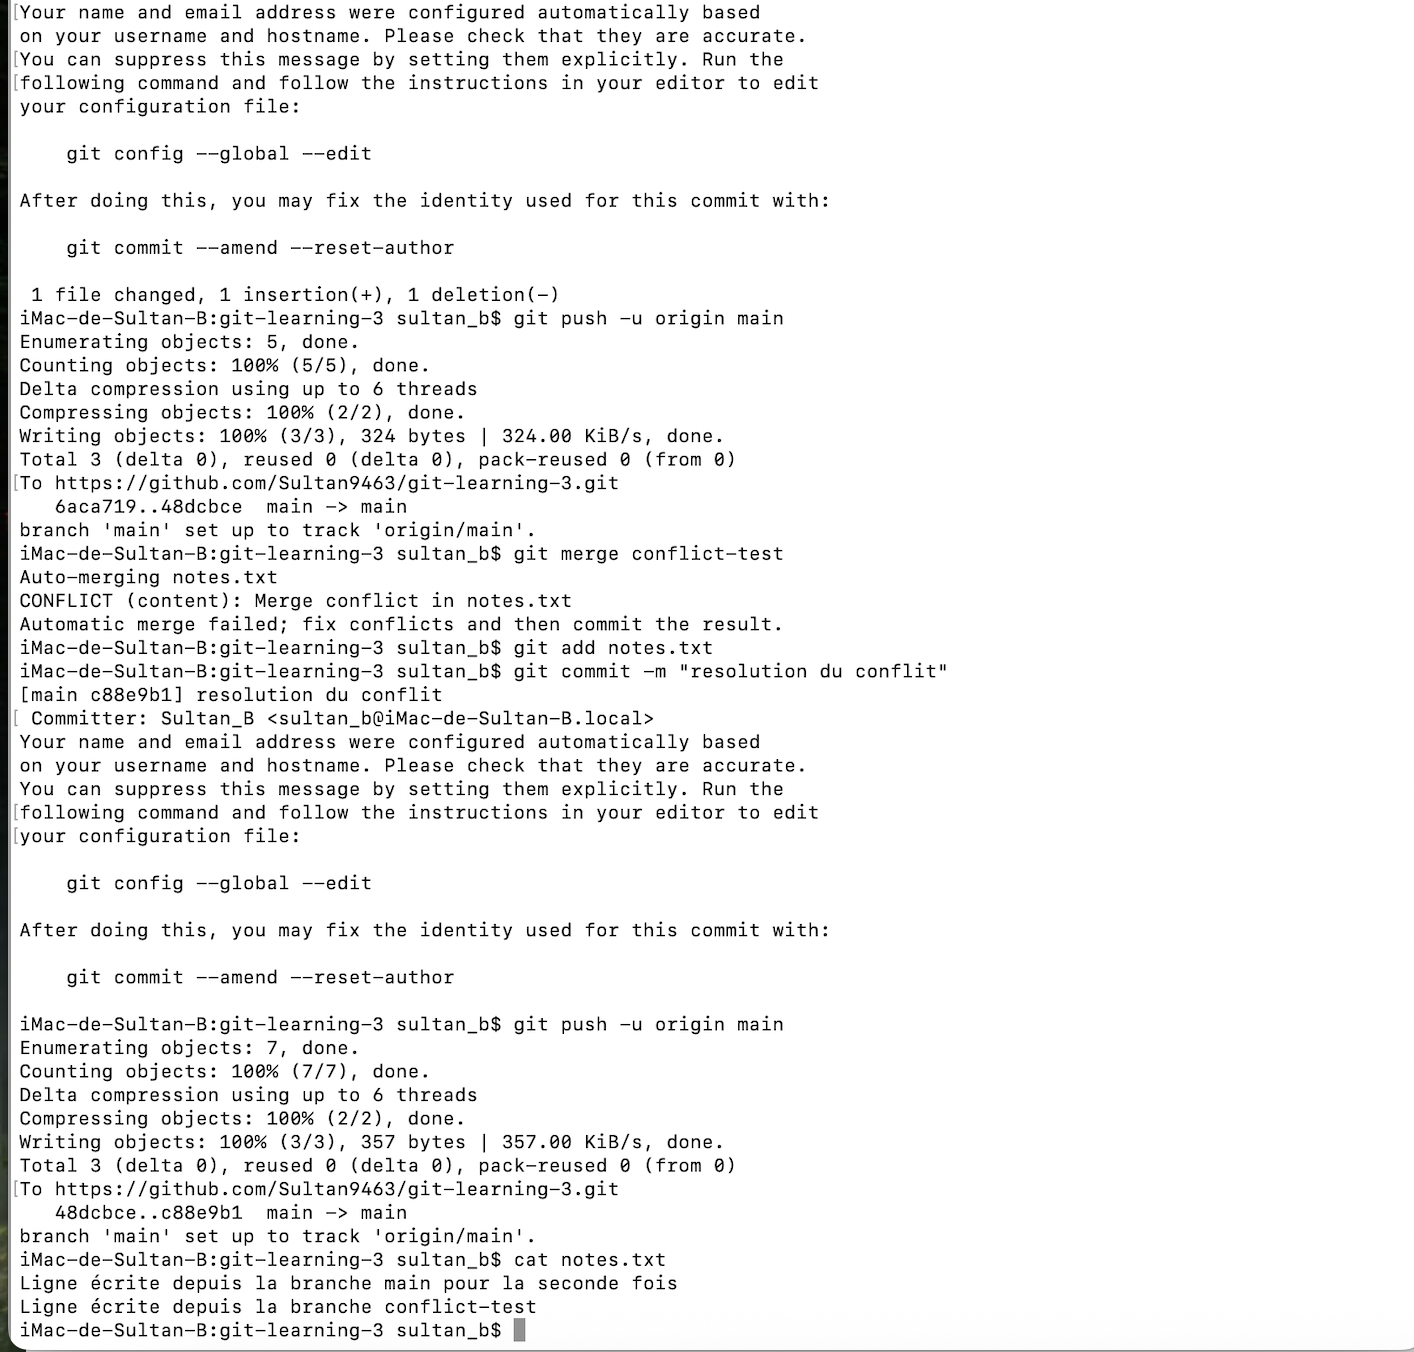 Your name and email address were configured automatically based
on your username and hostname. Please check that they are accurate.
You can suppress this message by setting them explicitly. Run the
following command and follow the instructions in your editor to edit
your configuration file:

    git config --global --edit

After doing this, you may fix the identity used for this commit with:

    git commit --amend --reset-author

 1 file changed, 1 insertion(+), 1 deletion(-)
iMac-de-Sultan-B:git-learning-3 sultan_b$ git push -u origin main
Enumerating objects: 5, done.
Counting objects: 100% (5/5), done.
Delta compression using up to 6 threads
Compressing objects: 100% (2/2), done.
Writing objects: 100% (3/3), 324 bytes | 324.00 KiB/s, done.
Total 3 (delta 0), reused 0 (delta 0), pack-reused 0 (from 0)
To https://github.com/Sultan9463/git-learning-3.git
   6aca719..48dcbce  main -> main
branch 'main' set up to track 'origin/main'.
iMac-de-Sultan-B:git-learning-3 sultan_b$ git merge conflict-test
Auto-merging notes.txt
CONFLICT (content): Merge conflict in notes.txt
Automatic merge failed; fix conflicts and then commit the result.
iMac-de-Sultan-B:git-learning-3 sultan_b$ git add notes.txt
iMac-de-Sultan-B:git-learning-3 sultan_b$ git commit -m "resolution du conflit"
[main c88e9b1] resolution du conflit
 Committer: Sultan_B <sultan_b@iMac-de-Sultan-B.local>
Your name and email address were configured automatically based
on your username and hostname. Please check that they are accurate.
You can suppress this message by setting them explicitly. Run the
following command and follow the instructions in your editor to edit
your configuration file:

    git config --global --edit

After doing this, you may fix the identity used for this commit with:

    git commit --amend --reset-author

iMac-de-Sultan-B:git-learning-3 sultan_b$ git push -u origin main
Enumerating objects: 7, done.
Counting objects: 100% (7/7), done.
Delta compression using up to 6 threads
Compressing objects: 100% (2/2), done.
Writing objects: 100% (3/3), 357 bytes | 357.00 KiB/s, done.
Total 3 (delta 0), reused 0 (delta 0), pack-reused 0 (from 0)
To https://github.com/Sultan9463/git-learning-3.git
   48dcbce..c88e9b1  main -> main
branch 'main' set up to track 'origin/main'.
iMac-de-Sultan-B:git-learning-3 sultan_b$ cat notes.txt
Ligne écrite depuis la branche main pour la seconde fois
Ligne écrite depuis la branche conflict-test
iMac-de-Sultan-B:git-learning-3 sultan_b$